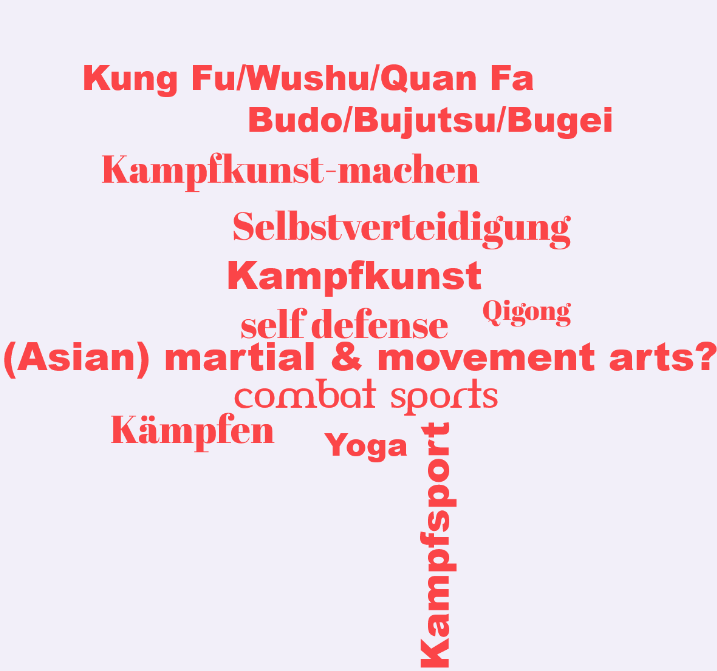 Kung Fu/Wushu/Quan Fa
Budo/Bujutsu/Bugei
Kampfkunst-machen
Selbstverteidigung
Kampfkunst
Qigong
self defense
(Asian) martial & movement arts?
combat sports
Kämpfen
Yoga
Kampfsport